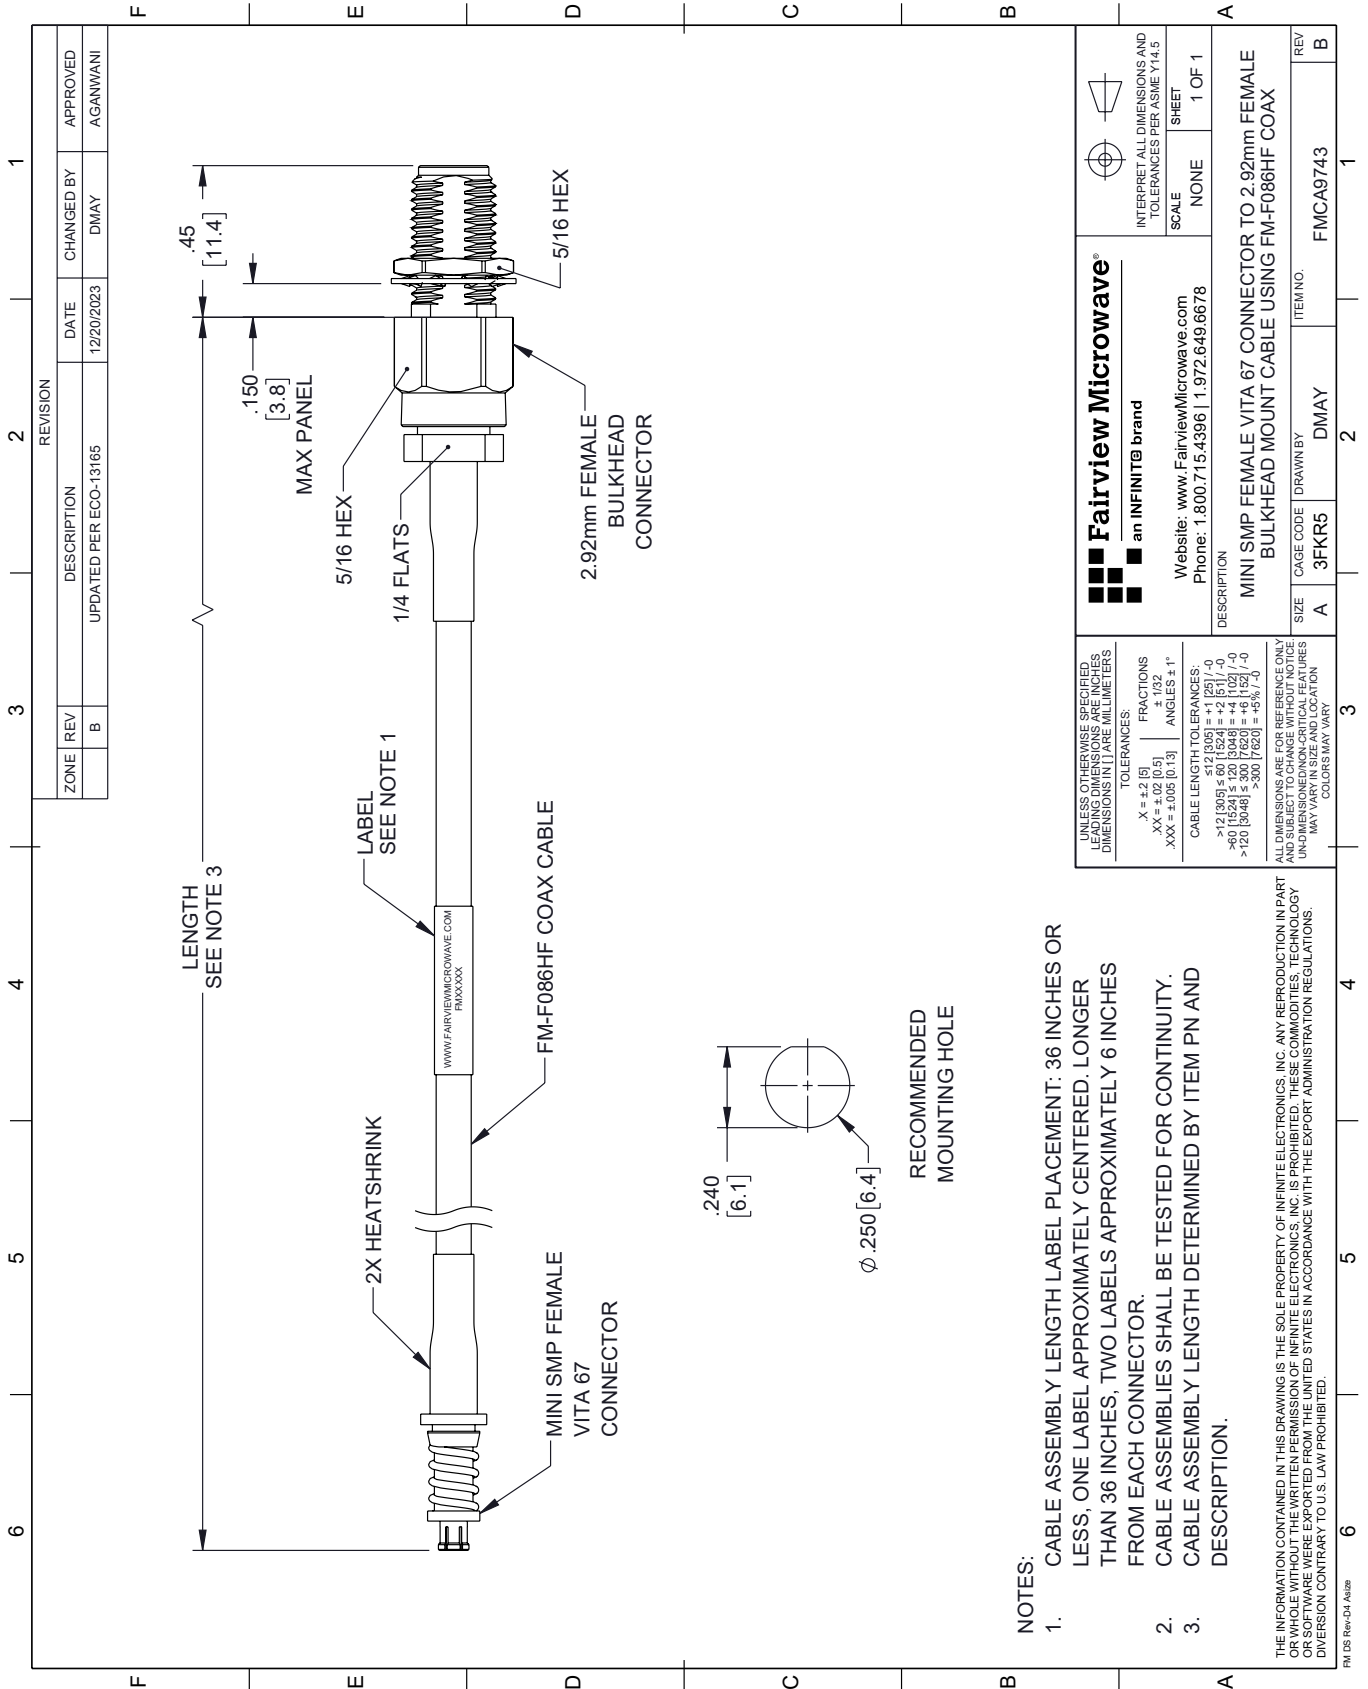 6
5
4
3
2
1
F
E
D
C
B
A
F
E
D
C
B
A
REVISION
ZONE
REV
DESCRIPTION
DATE
CHANGED BY
APPROVED
B
UPDATED PER ECO-13165
12/20/2023
DMAY
AGANWANI
LENGTH
SEE NOTE 3
.45
[11.4]
.150
[3.8]
MAX PANEL
2X HEATSHRINK
LABEL
SEE NOTE 1
5/16 HEX
1/4 FLATS
WWW.FAIRVIEWMICROWAVE.COM
FMXXXXX
5/16 HEX
MINI SMP FEMALE
VITA 67
CONNECTOR
FM-F086HF COAX CABLE
2.92mm FEMALE
BULKHEAD
CONNECTOR
.240
[6.1]
Ø .250 [6.4]
RECOMMENDED
MOUNTING HOLE
NOTES:
1. CABLE ASSEMBLY LENGTH LABEL PLACEMENT: 36 INCHES OR
LESS, ONE LABEL APPROXIMATELY CENTERED. LONGER
THAN 36 INCHES, TWO LABELS APPROXIMATELY 6 INCHES
FROM EACH CONNECTOR.
2. CABLE ASSEMBLIES SHALL BE TESTED FOR CONTINUITY.
3. CABLE ASSEMBLY LENGTH DETERMINED BY ITEM PN AND
DESCRIPTION.
THE INFORMATION CONTAINED IN THIS DRAWING IS THE SOLE PROPERTY OF INFINITE ELECTRONICS, INC. ANY REPRODUCTION IN PART
OR WHOLE WITHOUT THE WRITTEN PERMISSION OF INFINITE ELECTRONICS, INC. IS PROHIBITED. THESE COMMODITIES, TECHNOLOGY
OR SOFTWARE WERE EXPORTED FROM THE UNITED STATES IN ACCORDANCE WITH THE EXPORT ADMINISTRATION REGULATIONS.
DIVERSION CONTRARY TO U.S. LAW PROHIBITED.
UNLESS OTHERWISE SPECIFIED
LEADING DIMENSIONS ARE INCHES
DIMENSIONS IN [ ] ARE MILLIMETERS
TOLERANCES:
.X = ±.2 [5]
.XX = ±.02 [0.5]
.XXX = ±.005 [0.13]
FRACTIONS
± 1/32
ANGLES ± 1°
CABLE LENGTH TOLERANCES:
≤12 [305] = +1 [25] / -0
>12 [305] ≤ 60 [1524] = +2 [51] / -0
>60 [1524] ≤ 120 [3048] = +4 [102] / -0
>120 [3048] ≤ 300 [7620] = +6 [152] / -0
>300 [7620] = +5% / -0
ALL DIMENSIONS ARE FOR REFERENCE ONLY
AND SUBJECT TO CHANGE WITHOUT NOTICE.
UN-DIMENSIONED/NON-CRITICAL FEATURES
MAY VARY IN SIZE AND LOCATION
COLORS MAY VARY
Fairview Microwave®
an INFINIT@ brand
Website: www.FairviewMicrowave.com
Phone: 1.800.715.4396 | 1.972.649.6678
INTERPRET ALL DIMENSIONS AND
TOLERANCES PER ASME Y14.5
SCALE
NONE
SHEET
1 OF 1
DESCRIPTION
MINI SMP FEMALE VITA 67 CONNECTOR TO 2.92mm FEMALE
BULKHEAD MOUNT CABLE USING FM-F086HF COAX
SIZE
A
CAGE CODE
3FKR5
DRAWN BY
DMAY
ITEM NO.
FMCA9743
REV
B
6
5
4
3
2
1
FM DS Rev-D4 Asize